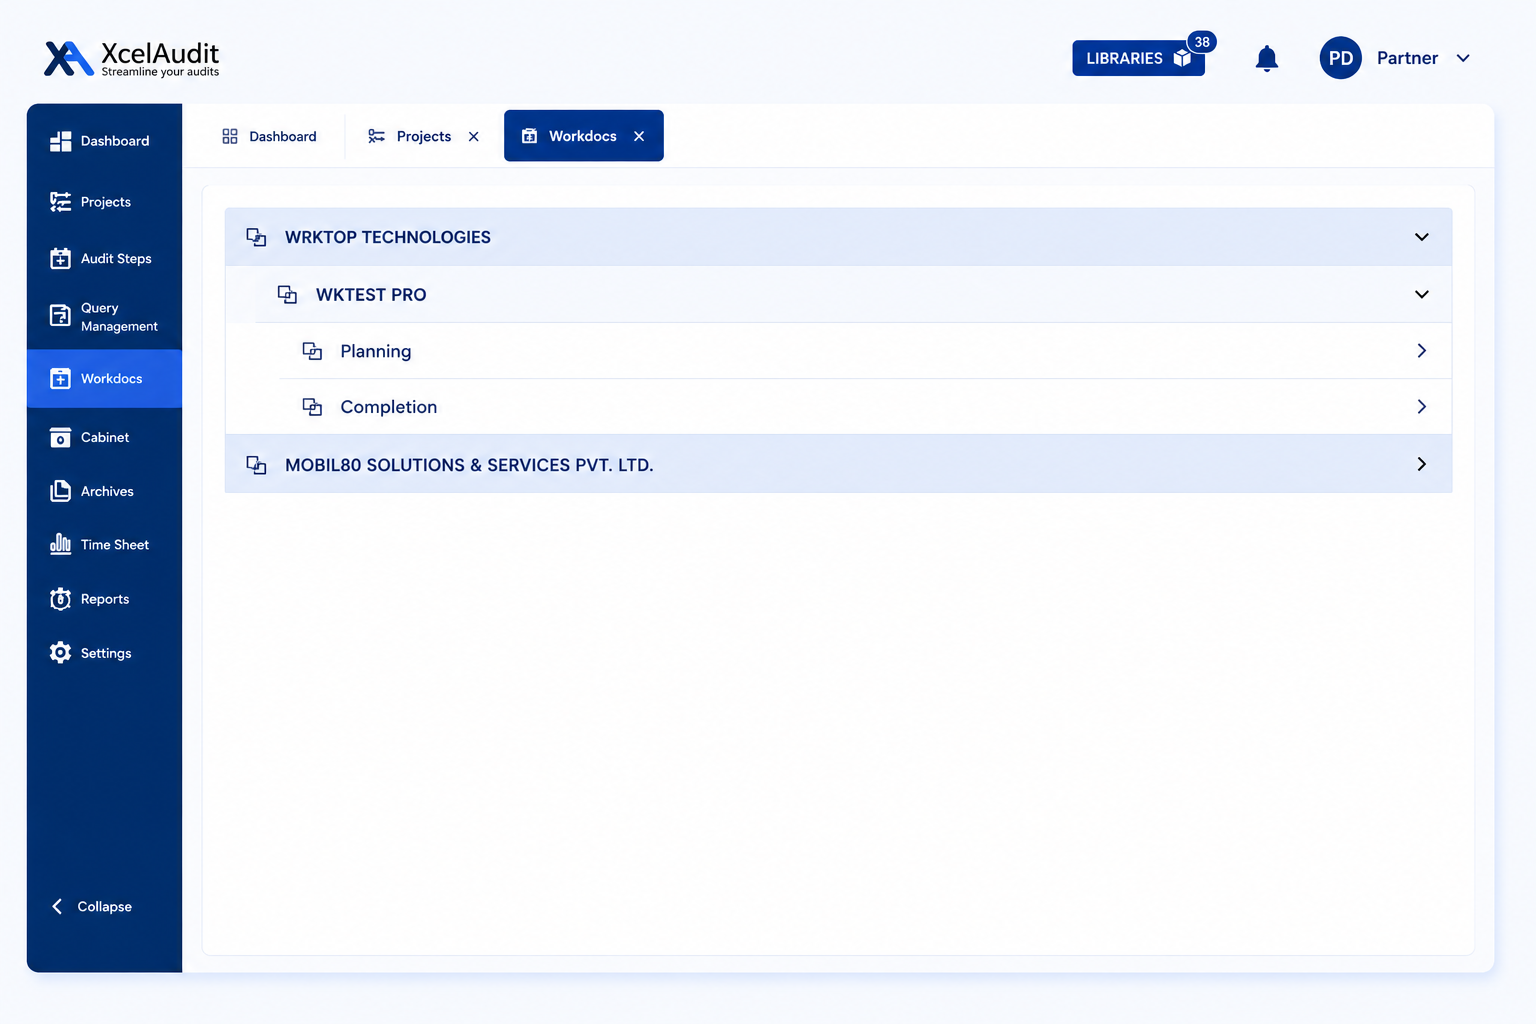 XcelAudit
Streamline your audits
LIBRARIES
38
PD
Partner
Dashboard
Projects
Audit Steps
Query
Management
Workdocs
Cabinet
Archives
Time Sheet
Reports
Settings
Collapse
Dashboard
Projects
Workdocs
WRKTOP TECHNOLOGIES
WKTEST PRO
Planning
Completion
MOBIL80 SOLUTIONS & SERVICES PVT. LTD.